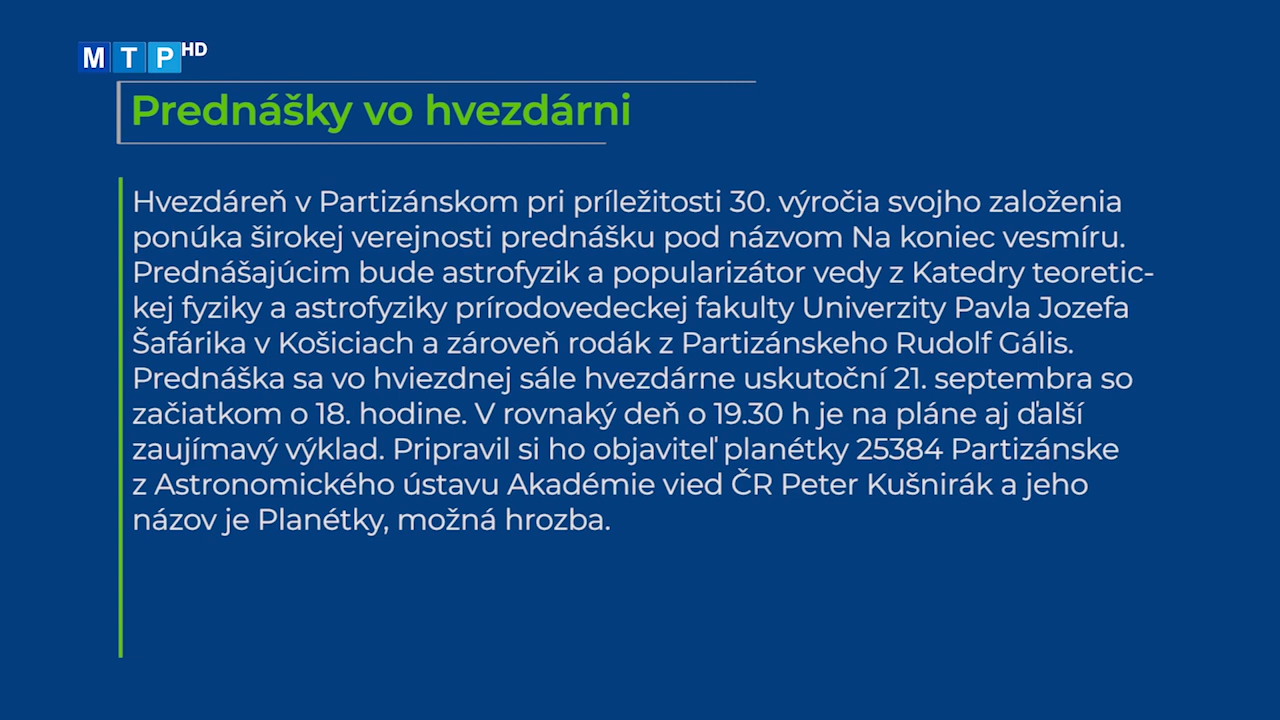 MTP HD
Prednášky vo hvezdárni
Hvezdáreň v Partizánskom pri príležitosti 30. výročia svojho založenia
ponúka širokej verejnosti prednášku pod názvom Na koniec vesmíru.
Prednášajúcim bude astrofyzik a popularizátor vedy z Katedry teoretic-
kej fyziky a astrofyziky prírodovedeckej fakulty Univerzity Pavla Jozefa
Šafárika v Košiciach a zároveň rodák z Partizánskeho Rudolf Gális.
Prednáška sa vo hviezdnej sále hvezdárne uskutoční 21. septembra so
začiatkom o 18. hodine. V rovnaký deň o 19.30 h je na pláne aj ďalší
zaujímavý výklad. Pripravil si ho objaviteľ planétky 25384 Partizánske
z Astronomického ústavu Akadémie vied ČR Peter Kušnirák a jeho
názov je Planétky, možná hrozba.